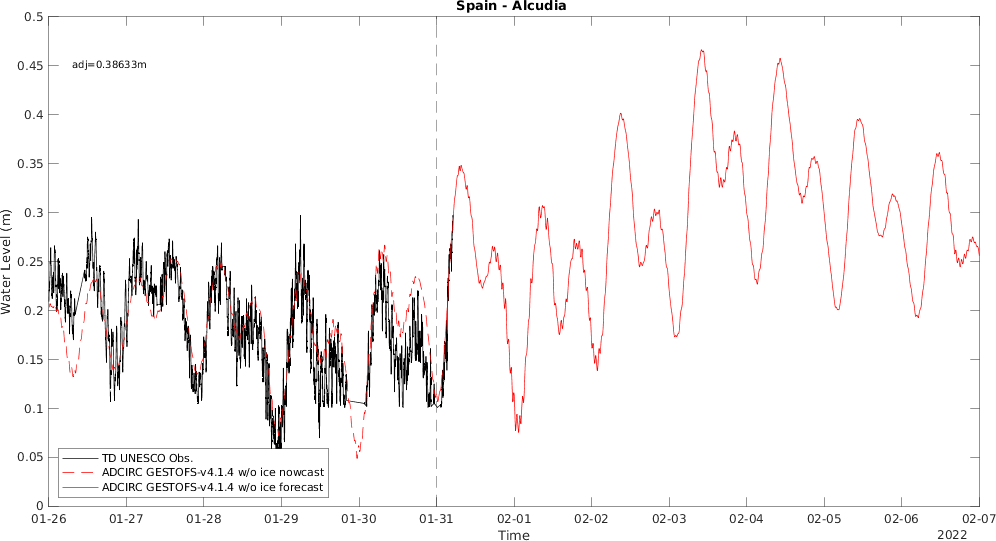 Spain - Alcudia
0.5
0.45
0.4
0.35
0.3
0.25
0.2
0.15
0.1
0.05
0
Water Level (m)
adj=0.38633m
TD UNESCO Obs.
ADCIRC GESTOFS-v4.1.4 w/o ice nowcast
ADCIRC GESTOFS-v4.1.4 w/o ice forecast
01-26 01-27 01-28 01-29 01-30 01-31 02-01 02-02 02-03 02-04 02-05 02-06 02-07
Time
2022